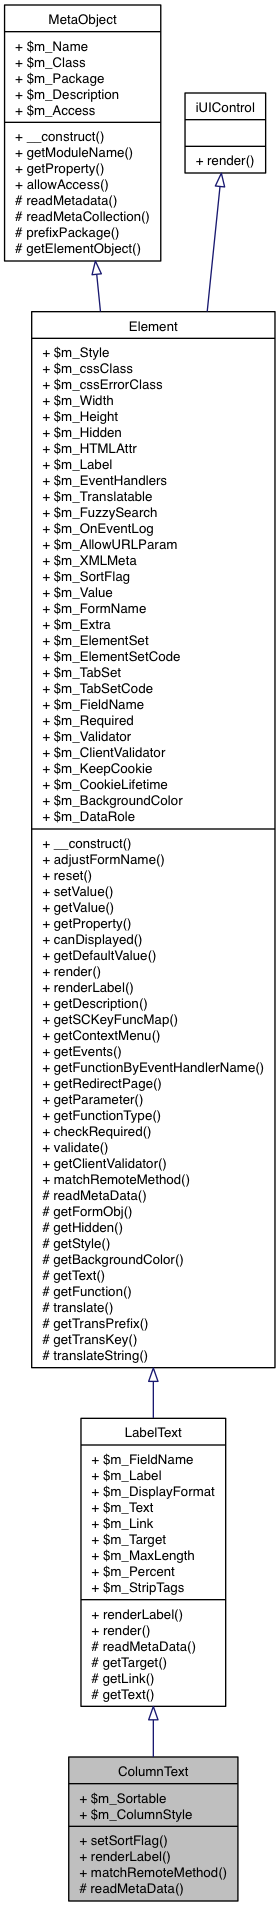 MetaObject
+ $m_Name
+ $m_Class
+ $m_Package
+ $m_Description
+ $m_Access
+ __construct()
+ getModuleName()
+ getProperty()
+ allowAccess()
# readMetadata()
# readMetaCollection()
# prefixPackage()
# getElementObject()
iUIControl
+ render()
Element
+ $m_Style
+ $m_cssClass
+ $m_cssErrorClass
+ $m_Width
+ $m_Height
+ $m_Hidden
+ $m_HTMLAttr
+ $m_Label
+ $m_EventHandlers
+ $m_Translatable
+ $m_FuzzySearch
+ $m_OnEventLog
+ $m_AllowURLParam
+ $m_XMLMeta
+ $m_SortFlag
+ $m_Value
+ $m_FormName
+ $m_Extra
+ $m_ElementSet
+ $m_ElementSetCode
+ $m_TabSet
+ $m_TabSetCode
+ $m_FieldName
+ $m_Required
+ $m_Validator
+ $m_ClientValidator
+ $m_KeepCookie
+ $m_CookieLifetime
+ $m_BackgroundColor
+ $m_DataRole
+ __construct()
+ adjustFormName()
+ reset()
+ setValue()
+ getValue()
+ getProperty()
+ canDisplayed()
+ getDefaultValue()
+ render()
+ renderLabel()
+ getDescription()
+ getSCKeyFuncMap()
+ getContextMenu()
+ getEvents()
+ getFunctionByEventHandlerName()
+ getRedirectPage()
+ getParameter()
+ getFunctionType()
+ checkRequired()
+ validate()
+ getClientValidator()
+ matchRemoteMethod()
# readMetaData()
# getFormObj()
# getHidden()
# getStyle()
# getBackgroundColor()
# getText()
# getFunction()
# translate()
# getTransPrefix()
# getTransKey()
# translateString()
LabelText
+ $m_FieldName
+ $m_Label
+ $m_DisplayFormat
+ $m_Text
+ $m_Link
+ $m_Target
+ $m_MaxLength
+ $m_Percent
+ $m_StripTags
+ renderLabel()
+ render()
# readMetaData()
# getTarget()
# getLink()
# getText()
ColumnText
+ $m_Sortable
+ $m_ColumnStyle
+ setSortFlag()
+ renderLabel()
+ matchRemoteMethod()
# readMetaData()